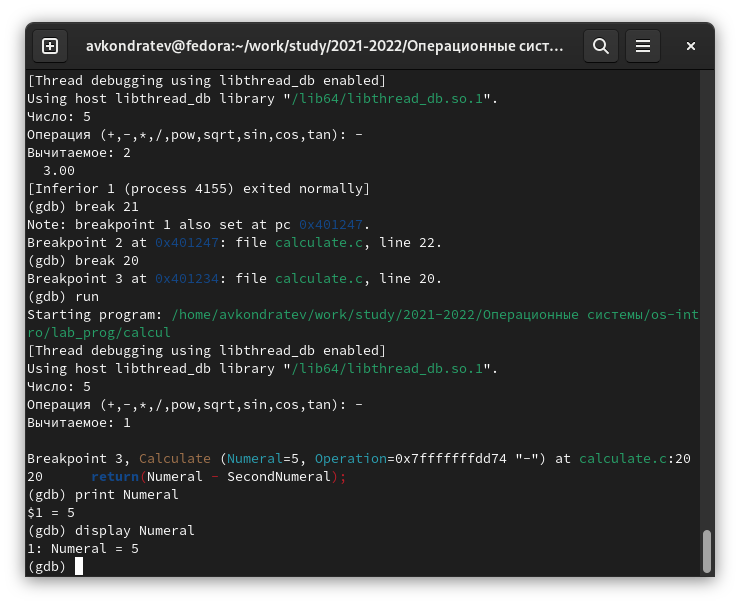 avkondratev@fedora:~/work/study/2021-2022/Операционные сист...
[Thread debugging using libthread_db enabled]
Using host libthread_db library "/lib64/libthread_db.so.1".
Число: 5
Операция (+,-,*,/,pow,sqrt,sin,cos,tan): -
Вычитаемое: 2
  3.00
[Inferior 1 (process 4155) exited normally]
(gdb) break 21
Note: breakpoint 1 also set at pc 0x401247.
Breakpoint 2 at 0x401247: file calculate.c, line 22.
(gdb) break 20
Breakpoint 3 at 0x401234: file calculate.c, line 20.
(gdb) run
Starting program: /home/avkondratev/work/study/2021-2022/Операционные системы/os-int
ro/lab_prog/calcul
[Thread debugging using libthread_db enabled]
Using host libthread_db library "/lib64/libthread_db.so.1".
Число: 5
Операция (+,-,*,/,pow,sqrt,sin,cos,tan): -
Вычитаемое: 1
Breakpoint 3, Calculate (Numeral=5, Operation=0x7fffffffdd74 "-") at calculate.c:20
20      return(Numeral - SecondNumeral);
(gdb) print Numeral
$1 = 5
(gdb) display Numeral
1: Numeral = 5
(gdb)